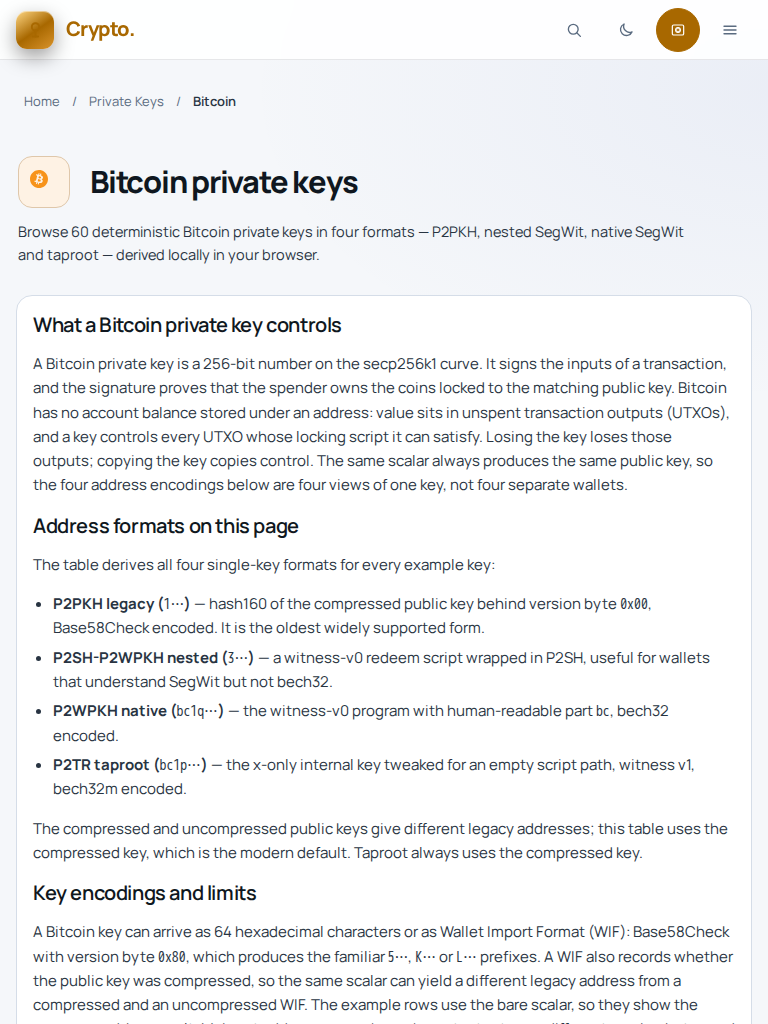 Crypto.
Home / Private Keys / Bitcoin
Bitcoin private keys
Browse 60 deterministic Bitcoin private keys in four formats — P2PKH, nested SegWit, native SegWit
and taproot — derived locally in your browser.
What a Bitcoin private key controls
A Bitcoin private key is a 256-bit number on the secp256k1 curve. It signs the inputs of a transaction,
and the signature proves that the spender owns the coins locked to the matching public key. Bitcoin
has no account balance stored under an address: value sits in unspent transaction outputs (UTXOs),
and a key controls every UTXO whose locking script it can satisfy. Losing the key loses those
outputs; copying the key copies control. The same scalar always produces the same public key, so
the four address encodings below are four views of one key, not four separate wallets.
Address formats on this page
The table derives all four single-key formats for every example key:
• P2PKH legacy (1…) — hash160 of the compressed public key behind version byte 0x00,
Base58Check encoded. It is the oldest widely supported form.
• P2SH-P2WPKH nested (3…) — a witness-v0 redeem script wrapped in P2SH, useful for wallets
that understand SegWit but not bech32.
• P2WPKH native (bc1q…) — the witness-v0 program with human-readable part bc, bech32
encoded.
• P2TR taproot (bc1p…) — the x-only internal key tweaked for an empty script path, witness v1,
bech32m encoded.
The compressed and uncompressed public keys give different legacy addresses; this table uses the
compressed key, which is the modern default. Taproot always uses the compressed key.
Key encodings and limits
A Bitcoin key can arrive as 64 hexadecimal characters or as Wallet Import Format (WIF): Base58Check
with version byte 0x80, which produces the familiar 5…, K… or L… prefixes. A WIF also records whether
the public key was compressed, so the same scalar can yield a different legacy address from a
compressed and an uncompressed WIF. The example rows use the bare scalar, so they show the